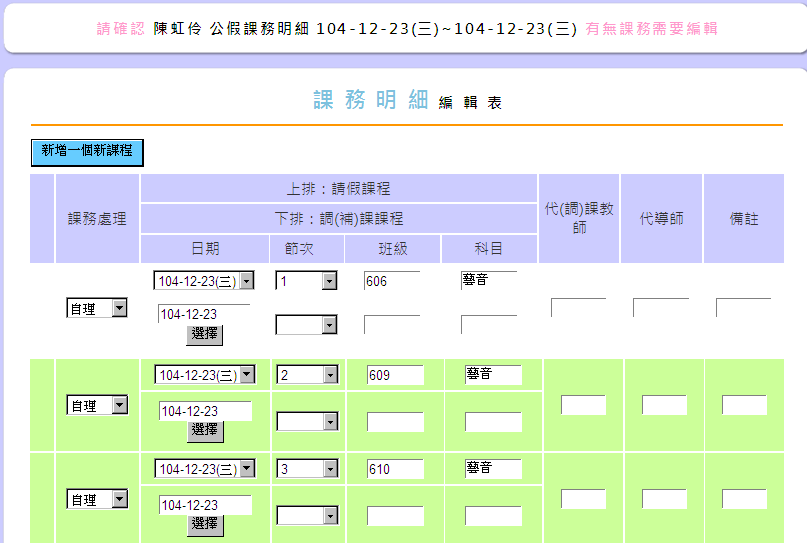 請確認 陳虹伶 公假課務明細 104-12-23(三)~104-12-23(三) 有無課務需要編輯
課務明細 編輯表
新增一個新課程
課務處理
上排：請假課程
下排：調(補)課課程
日期 節次 班級 科目
代(調)課教師
代導師
備註
自理
104-12-23(三) 1 606 藝音
104-12-23
選擇
自理
104-12-23(三) 2 609 藝音
104-12-23
選擇
自理
104-12-23(三) 3 610 藝音
104-12-23
選擇